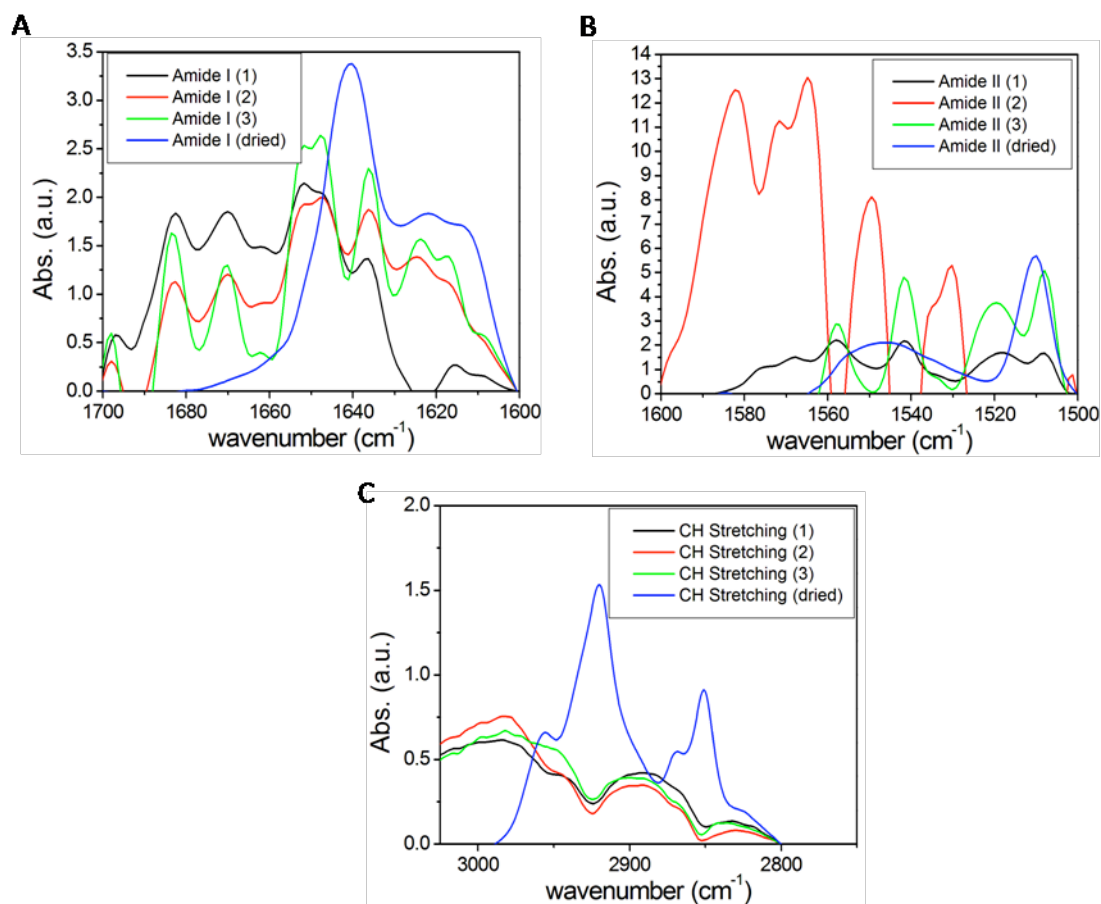 A
Abs. (a.u.)
3.5
3.0
2.5
2.0
1.5
1.0
0.5
0.0
Amide I (1)
Amide I (2)
Amide I (3)
Amide I (dried)
1700 1680 1660 1640 1620 1600
wavenumber (cm⁻¹)
B
Abs. (a.u.)
14
13
12
11
10
9
8
7
6
5
4
3
2
1
0
Amide II (1)
Amide II (2)
Amide II (3)
Amide II (dried)
1600 1580 1560 1540 1520 1500
wavenumber (cm⁻¹)
C
Abs. (a.u.)
2.0
1.5
1.0
0.5
0.0
CH Stretching (1)
CH Stretching (2)
CH Stretching (3)
CH Stretching (dried)
3000 2900 2800
wavenumber (cm⁻¹)